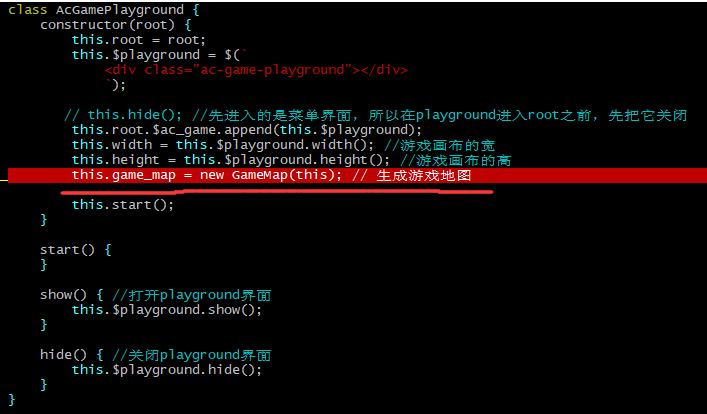 class AcGamePlayground {
    constructor(root) {
        this.root = root;
        this.$playground = $(`
            <div class="ac-game-playground"></div>
            `);
       // this.hide(); //先进入的是菜单界面，所以在playground进入root之前，先把它关闭
        this.root.$ac_game.append(this.$playground);
        this.width = this.$playground.width(); //游戏画布的宽
        this.height = this.$playground.height(); //游戏画布的高
        this.game_map = new GameMap(this); // 生成游戏地图
        this.start();
    }
    start() {
    }
    show() { //打开playground界面
        this.$playground.show();
    }
    hide() { //关闭playground界面
        this.$playground.hide();
    }
}